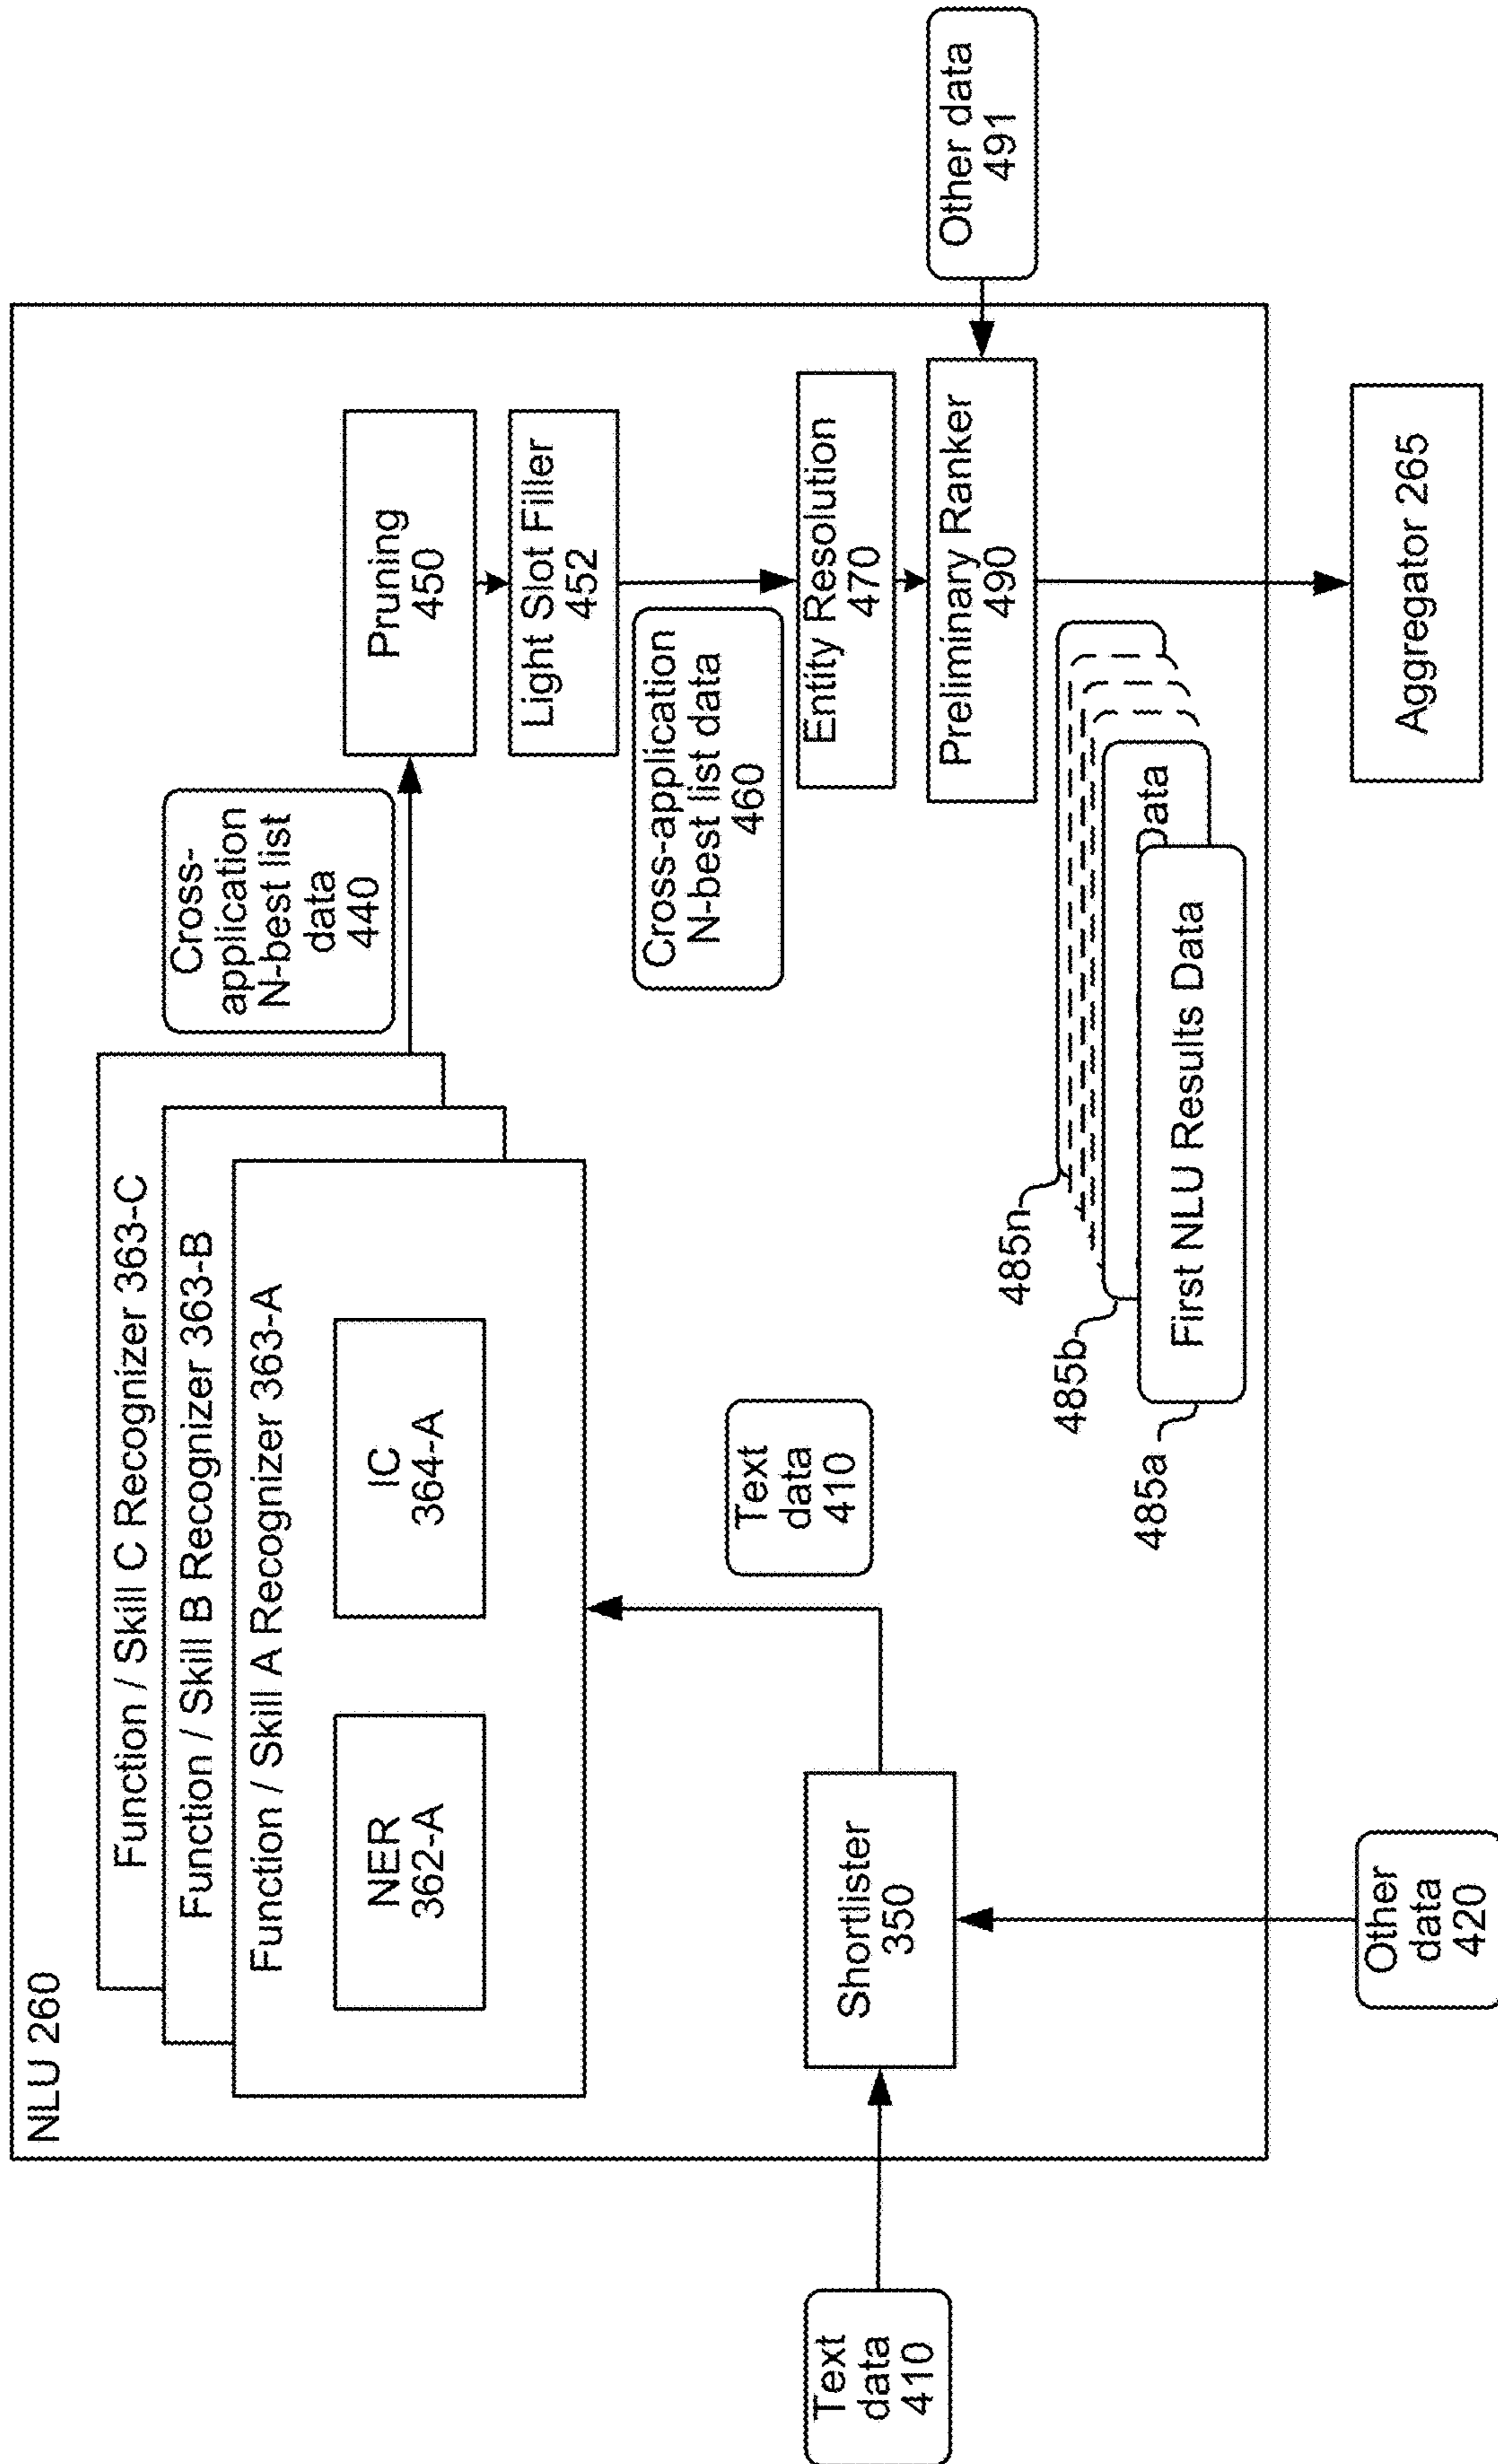 NLU 260
Function / Skill C Recognizer 363-C
Function / Skill B Recognizer 363-B
Function / Skill A Recognizer 363-A
NER
362-A
IC
364-A
Cross-
application
N-best list
data
440
Pruning
450
Light Slot Filler
452
Cross-application
N-best list data
460
Entity Resolution
470
Preliminary Ranker
490
Other data
491
Text
data
410
Shortlister
350
Text
data
410
485n
485b
485a
Data
First NLU Results Data
Other
data
420
Aggregator 265